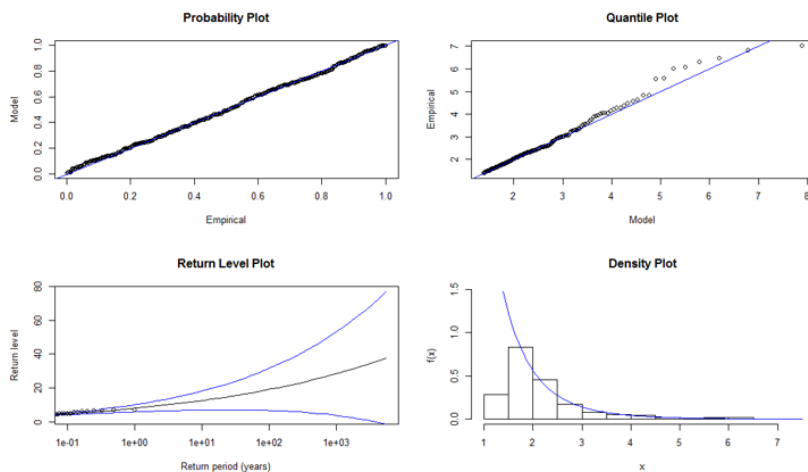 Probability Plot
Model
0.0 0.2 0.4 0.6 0.8 1.0
0.0 0.2 0.4 0.6 0.8 1.0
Empirical
Quantile Plot
Empirical
2 3 4 5 6 7
2 3 4 5 6 7 8
Model
Return Level Plot
Return level
0 20 40 60 80
1e-01 1e+00 1e+01 1e+02 1e+03
Return period (years)
Density Plot
f(x)
0.0 0.5 1.0 1.5
1 2 3 4 5 6 7
x